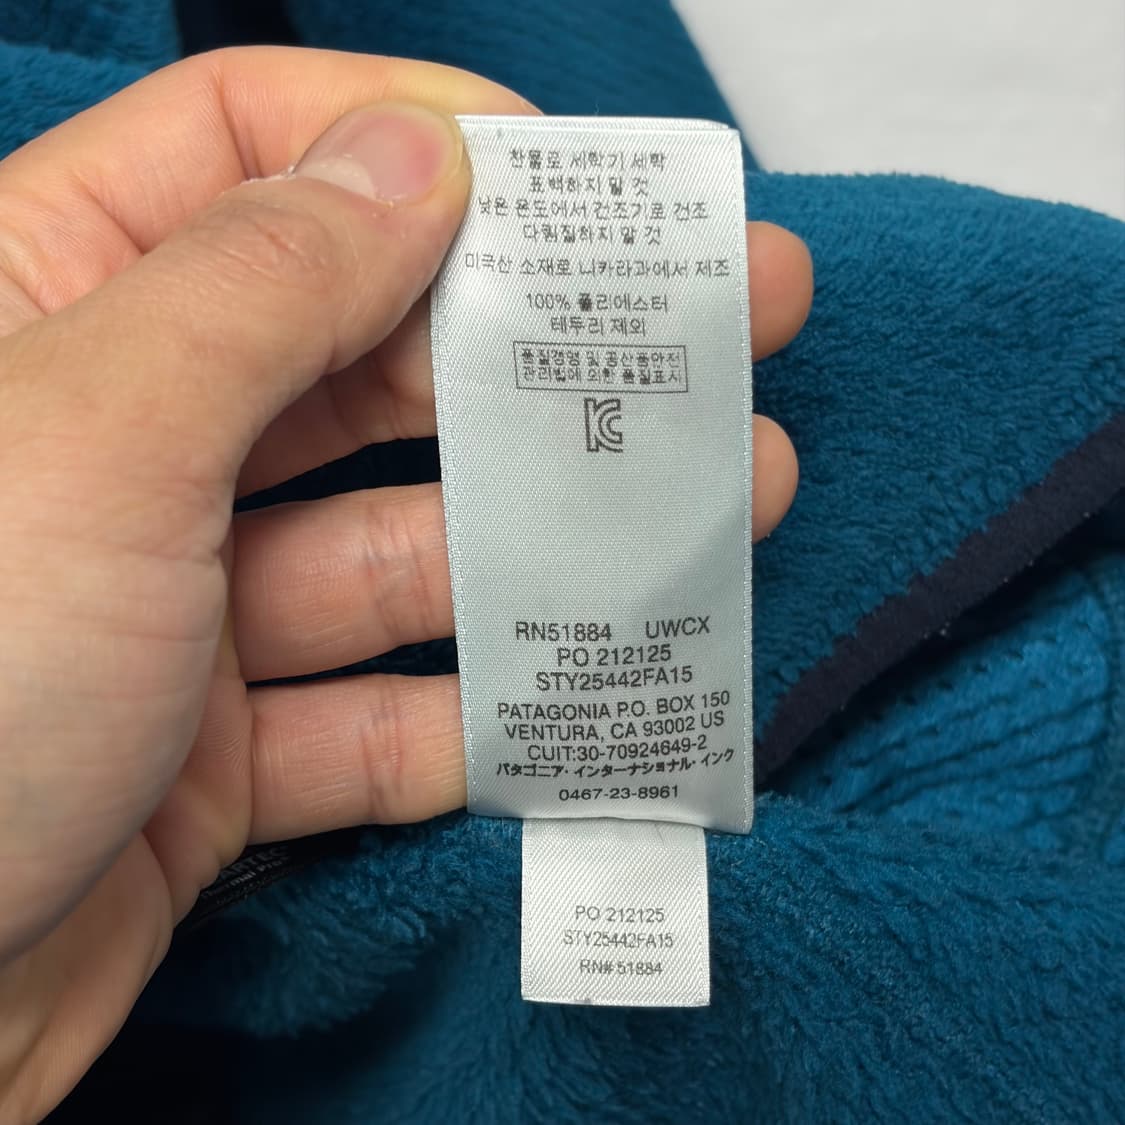 찬물로 세탁기 세탁
표백하지 말 것
낮은 온도에서 건조기로 건조
다림질하지 말 것
미국산 소재로 니카라과에서 제조
100% 폴리에스터
테두리 제외
품질경영 및 공산품안전
관리법에 의한 품질표시
KC
RN51884 UWCX
PO 212125
STY25442FA15
PATAGONIA P.O. BOX 150
VENTURA, CA 93002 US
CUIT:30-70924649-2
パタゴニア・インターナショナル・インク
0467-23-8961
PO 212125
STY25442FA15
RN# 51884